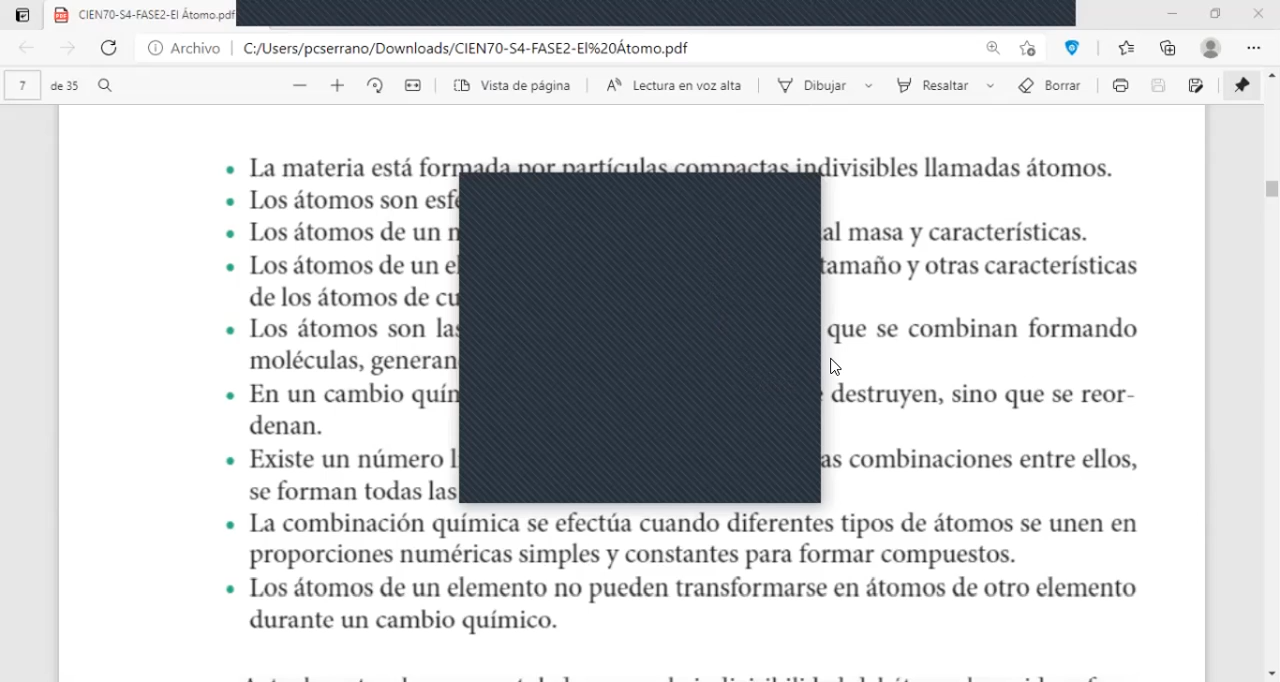 CIEN70-S4-FASE2-El Átomo.pdf
Archivo C:/Users/pcserrano/Downloads/CIEN70-S4-FASE2-El%20Átomo.pdf
7 de 35 Vista de página Lectura en voz alta Dibujar Resaltar Borrar
• La materia está formada por partículas compactas indivisibles llamadas átomos.
• Los átomos son
• Los átomos de un al masa y características.
• Los átomos de un tamaño y otras características
de los átomos de
• Los átomos son las que se combinan formando
moléculas,
• En un cambio destruyen, sino que se reor-
denan.
• Existe un número as combinaciones entre ellos,
se forman todas las
• La combinación química se efectúa cuando diferentes tipos de átomos se unen en
proporciones numéricas simples y constantes para formar compuestos.
• Los átomos de un elemento no pueden transformarse en átomos de otro elemento
durante un cambio químico.